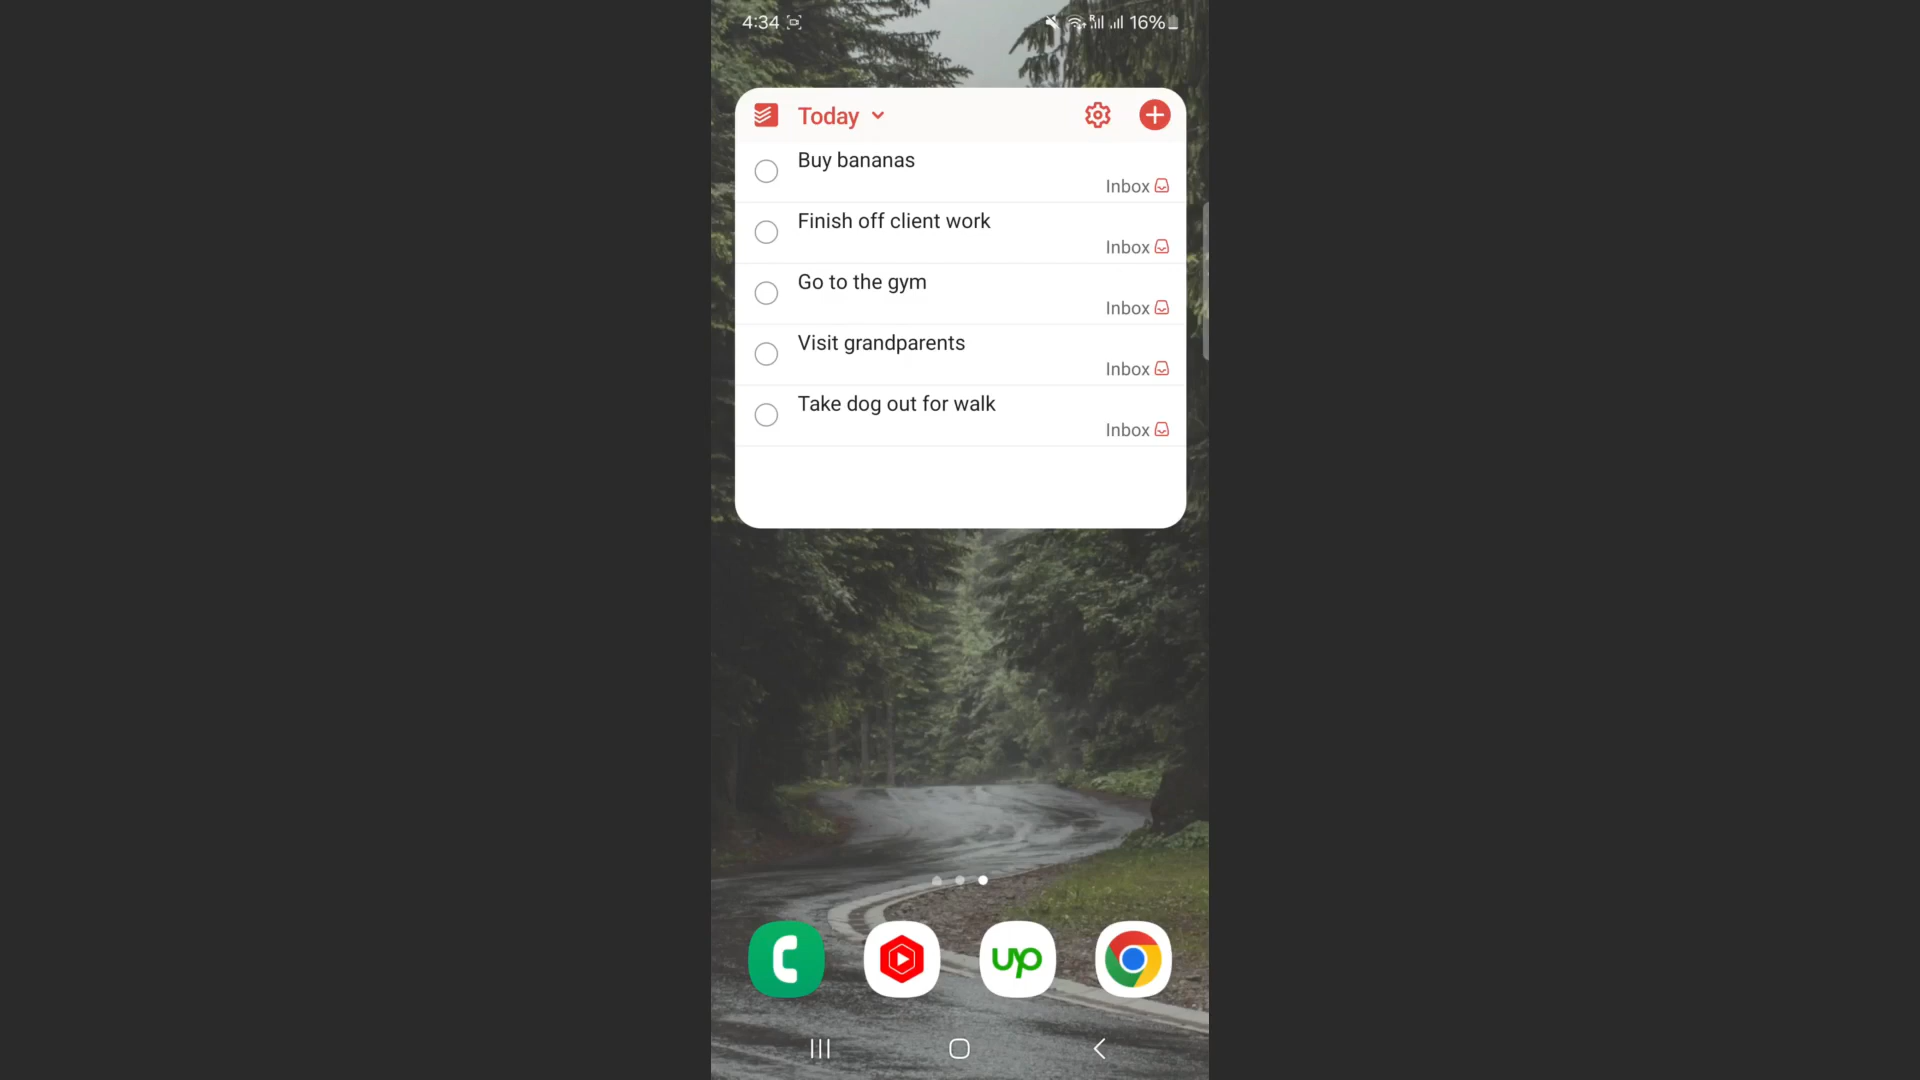 4:34
16%
Today
Buy bananas
Inbox
Finish off client work
Inbox
Go to the gym
Inbox
Visit grandparents
Inbox
Take dog out for walk
Inbox
up